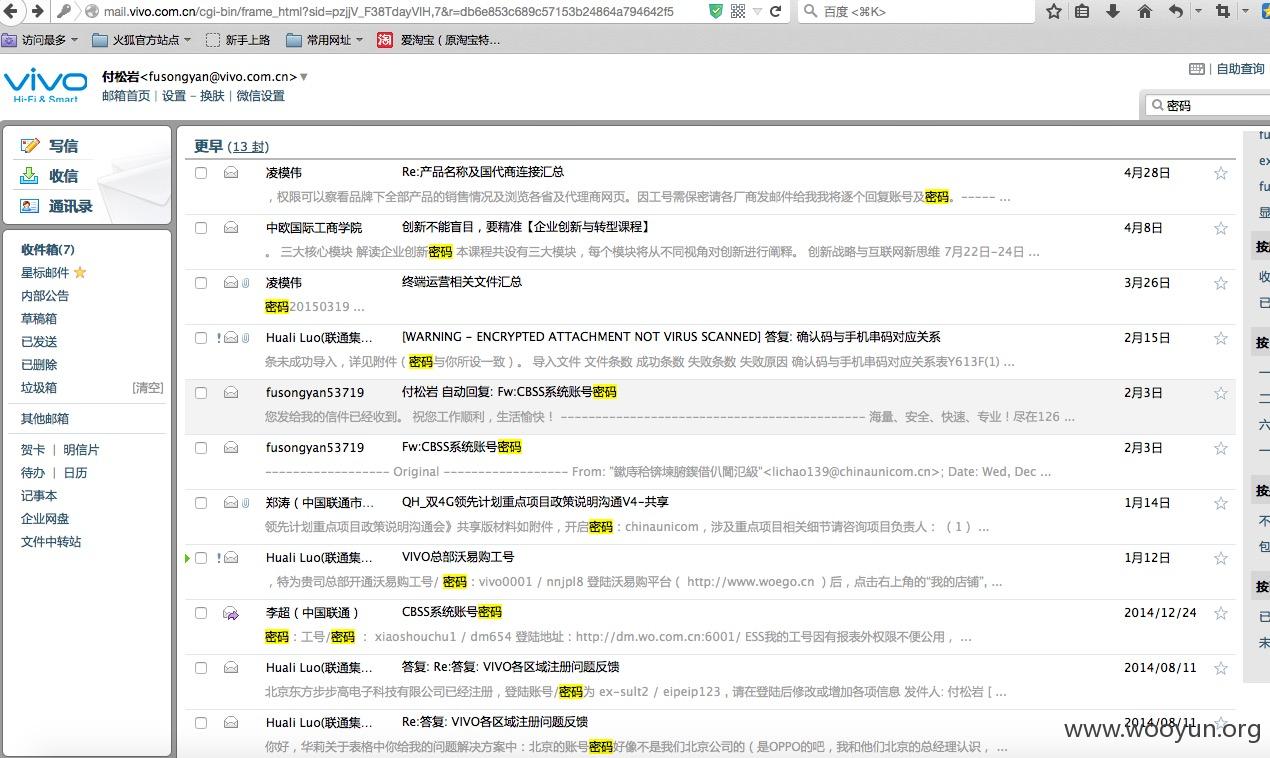 mail.vivo.com.cn/cgi-bin/frame_html?sid=pzjjV_F38TdayVlH,7&r=db6e853c689c57153b24864a794642f5
百度 <⌘K>
访问最多
火狐官方站点
新手上路
常用网址
淘
爱淘宝（原淘宝特...
vivo
Hi-Fi & Smart
付松岩<fusongyan@vivo.com.cn>
邮箱首页 | 设置 - 换肤 | 微信设置
| 自助查询
密码
写信
收信
通讯录
收件箱(7)
星标邮件
内部公告
草稿箱
已发送
已删除
垃圾箱 [清空]
其他邮箱
贺卡 | 明信片
待办 | 日历
记事本
企业网盘
文件中转站
更早 (13 封)
凌模伟 Re:产品名称及国代商连接汇总 4月28日
，权限可以察看品牌下全部产品的销售情况及浏览各省及代理商网页。因工号需保密请各厂商发邮件给我我将逐个回复账号及密码。----- ...
中欧国际工商学院 创新不能盲目，要精准【企业创新与转型课程】 4月8日
。 三大核心模块 解读企业创新密码 本课程共设有三大模块，每个模块将从不同视角对创新进行阐释。 创新战略与互联网新思维 7月22日-24日 ...
凌模伟 终端运营相关文件汇总 3月26日
密码20150319 ...
Huali Luo(联通集... [WARNING - ENCRYPTED ATTACHMENT NOT VIRUS SCANNED] 答复: 确认码与手机串码对应关系 2月15日
条未成功导入，详见附件（密码与你所设一致）。 导入文件 文件条数 成功条数 失败条数 失败原因 确认码与手机串码对应关系表Y613F(1) ...
fusongyan53719 付松岩 自动回复: Fw:CBSS系统账号密码 2月3日
您发给我的信件已经收到。 祝您工作顺利，生活愉快！ -------------------------------------------- 海量、安全、快速、专业！尽在126 ...
fusongyan53719 Fw:CBSS系统账号密码 2月3日
------------------ Original ------------------ From: "<lichao139@chinaunicom.cn>; Date: Wed, Dec ...
郑涛（中国联通市... QH_双4G领先计划重点项目政策说明沟通V4-共享 1月14日
领先计划重点项目政策说明沟通会》共享版材料如附件，开启密码：chinaunicom，涉及重点项目相关细节请咨询项目负责人：（1）...
Huali Luo(联通集... VIVO总部沃易购工号 1月12日
，特为贵司总部开通沃易购工号/ 密码：vivo0001 / nnjpl8 登陆沃易购平台（ http://www.woego.cn ）后，点击右上角的“我的店铺”, ...
李超（中国联通） CBSS系统账号密码 2014/12/24
密码：工号/密码 ： xiaoshouchu1 / dm654 登陆地址：http://dm.wo.com.cn:6001/ ESS我的工号因有报表外权限不便公用， ...
Huali Luo(联通集... 答复: Re:答复: VIVO各区域注册问题反馈 2014/08/11
北京东方步步高电子科技有限公司已经注册，登陆账号/密码为 ex-sult2 / eipeip123，请在登陆后修改或增加各项信息 发件人: 付松岩 [ ...
Huali Luo(联通集... Re:答复: VIVO各区域注册问题反馈 2014/08/11
你好，华莉关于表格中你给我的问题解决方案中：北京的账号密码好像不是我们北京公司的（是OPPO的吧，我和他们北京的总经理认识， ...
www.wooyun.org